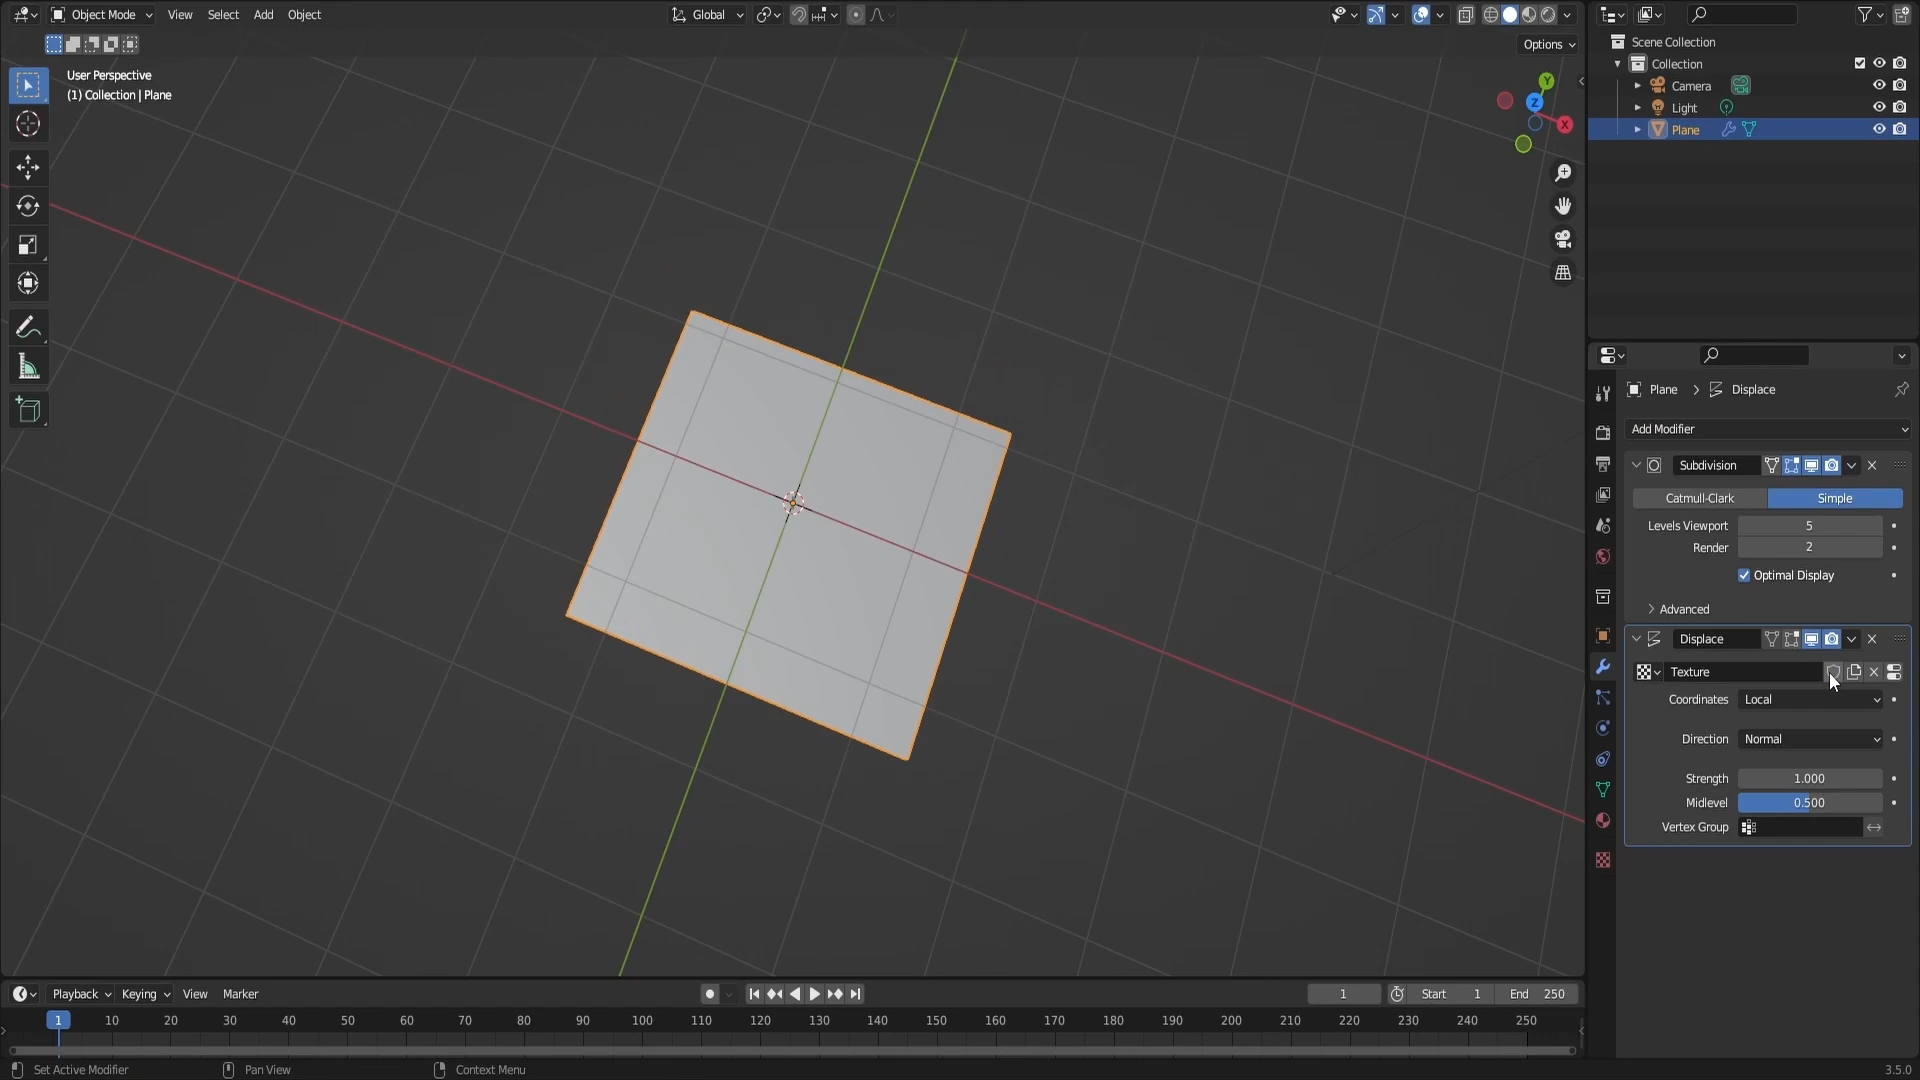 Object Mode View Select Add Object Global
Options
User Perspective
(1) Collection | Plane
Y
Z
X
Scene Collection
Collection
Camera
Light
Plane
Plane > Displace
Add Modifier
Subdivision
Catmull-Clark Simple
Levels Viewport 5
Render 2
Optimal Display
Advanced
Displace
Texture
Coordinates Local
Direction Normal
Strength 1.000
Midlevel 0.500
Vertex Group
Playback Keying View Marker 1 Start 1 End 250
1 10 20 30 40 50 60 70 80 90 100 110 120 130 140 150 160 170 180 190 200 210 220 230 240 250
Set Active Modifier Pan View Context Menu 3.5.0